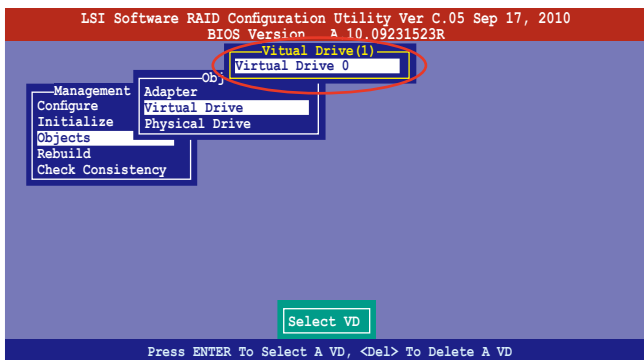 LSI Software RAID Configuration Utility Ver C.05 Sep 17, 2010
BIOS Version A 10.09231523R
Vitual Drive(1)
Virtual Drive 0
Obj
Adapter
Virtual Drive
Physical Drive
Management
Configure
Initialize
Objects
Rebuild
Check Consistency
Select VD
Press ENTER To Select A VD, <Del> To Delete A VD